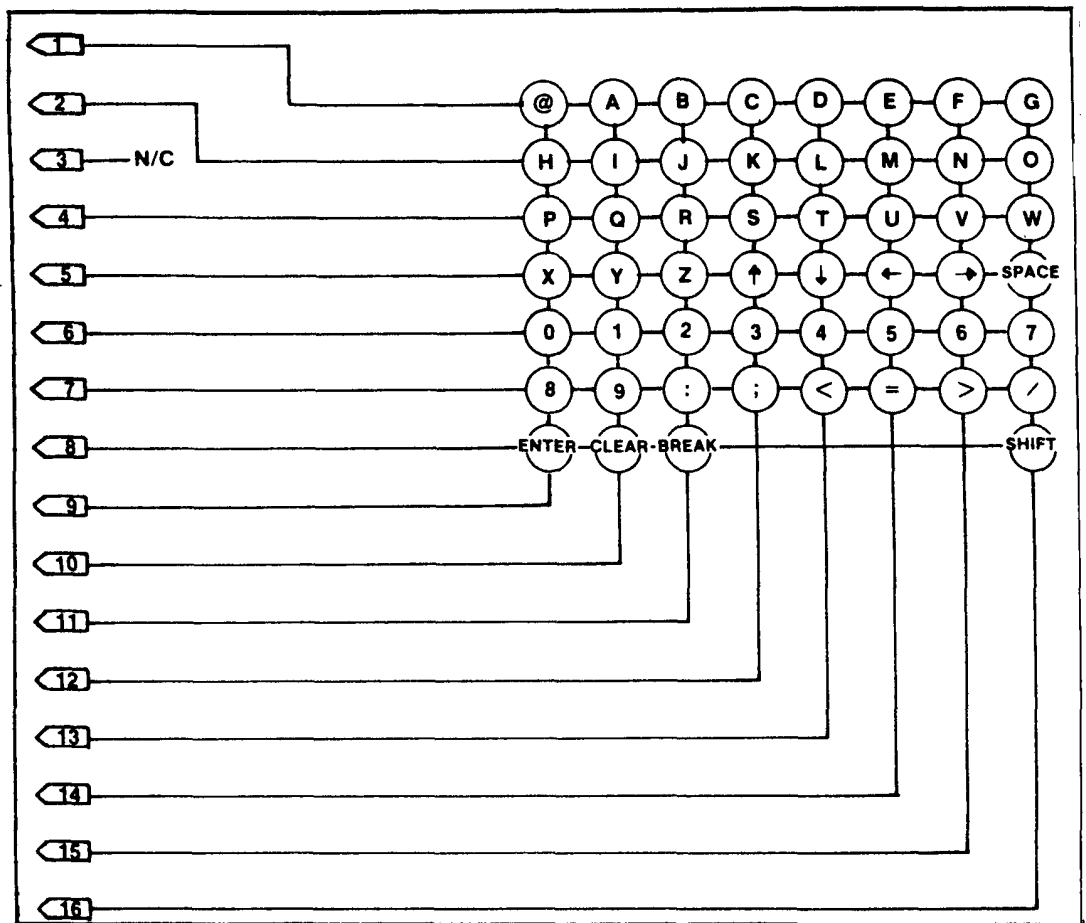 1
2
@ A B C D E F G
3 N/C
H I J K L M N O
4
P Q R S T U V W
5
X Y Z ↑ ↓ ← → SPACE
6
0 1 2 3 4 5 6 7
7
8 9 : ; < = > /
8
ENTER CLEAR BREAK SHIFT
9
10
11
12
13
14
15
16